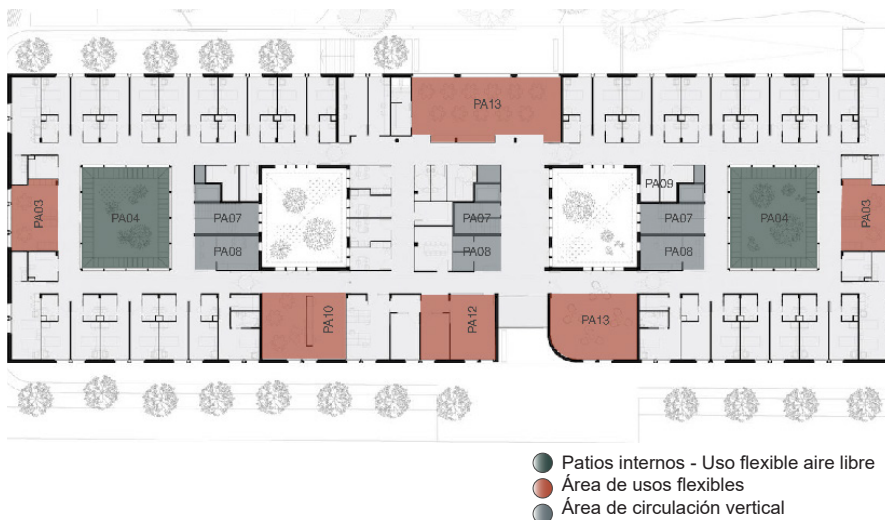 PA13
PA09
PA03
PA04
PA07
PA07
PA07
PA04
PA03
PA08
PA08
PA08
PA10
PA12
PA13
Patios internos - Uso flexible aire libre
Área de usos flexibles
Área de circulación vertical